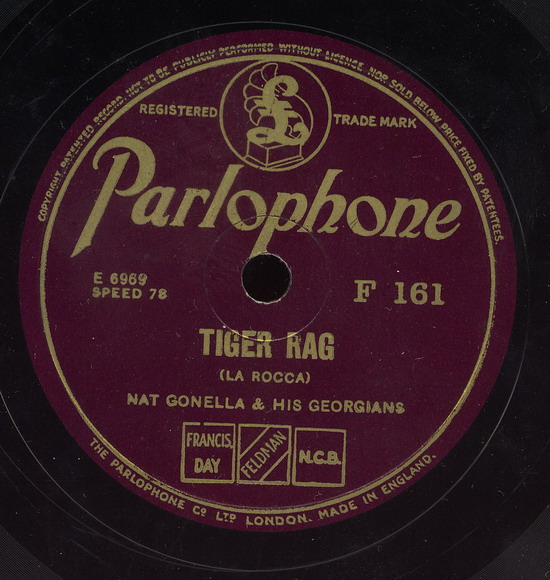 COPYRIGHT. PATENTED RECORD. NOT TO BE PUBLICLY PERFORMED WITHOUT LICENCE. NOR SOLD BELOW PRICE FIXED BY PATENTEES.
£
REGISTERED TRADE MARK
Parlophone
E 6969
SPEED 78
F 161
TIGER RAG
(LA ROCCA)
NAT GONELLA & HIS GEORGIANS
FRANCIS, DAY
FELDMAN
N.C.B.
THE PARLOPHONE Cº LTD LONDON. MADE IN ENGLAND.